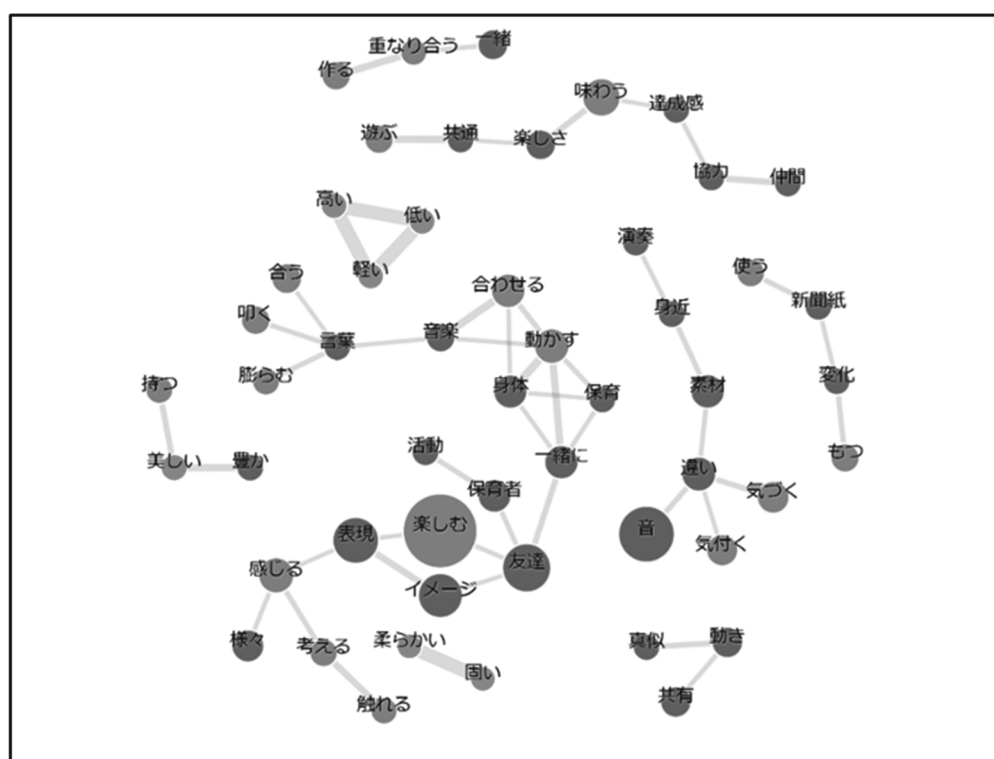 一緒
重なり合う
作る
味わう
達成感
遊ぶ
共通
楽しさ
協力
仲間
高い
低い
軽い
演奏
使う
新聞紙
合う
合わせる
叩く
身近
音楽
動かす
言葉
膨らむ
持つ
身体
保育
素材
変化
美しい
豊か
活動
一緒に
違い
もつ
保育者
気づく
表現
楽しむ
音
気付く
友達
感じる
イメージ
様々
考える
柔らかい
真似
動き
固い
触れる
共有